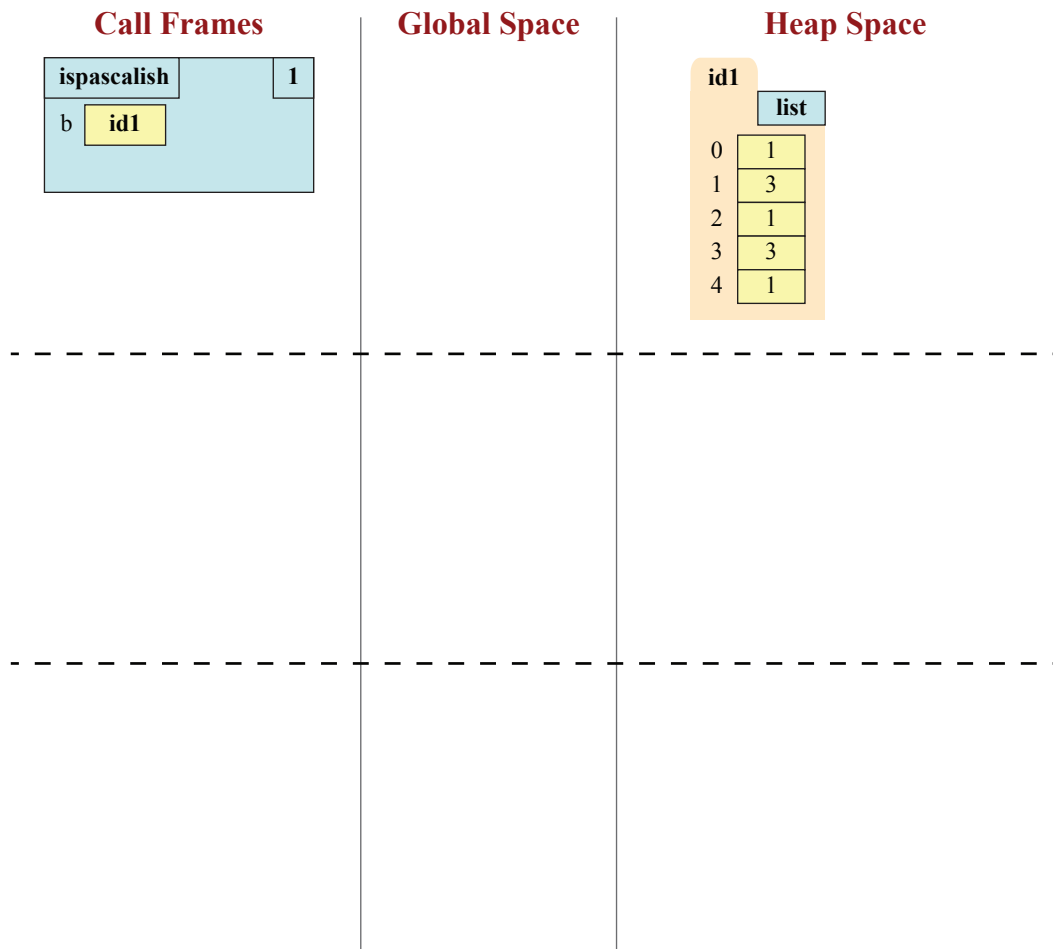 Call Frames Global Space Heap Space
ispascalish 1
b id1
id1
list
0 1
1 3
2 1
3 3
4 1